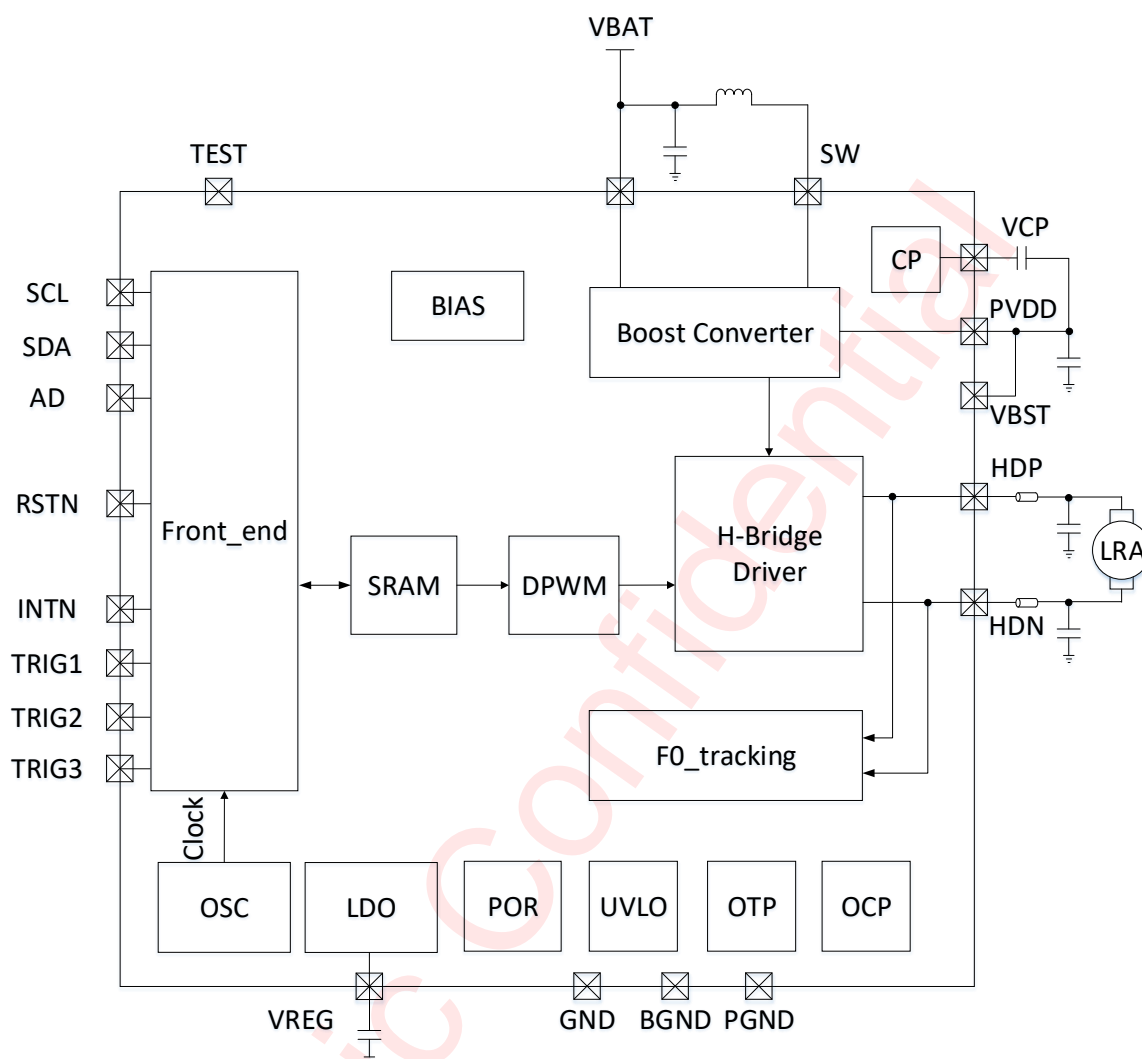 VBAT
TEST
SW
VCP
CP
SCL
BIAS
PVDD
Boost Converter
SDA
AD
VBST
HDP
RSTN
Front_end
H-Bridge
Driver
LRA
SRAM
DPWM
INTN
HDN
TRIG1
TRIG2
F0_tracking
TRIG3
Clock
OSC
LDO
POR
UVLO
OTP
OCP
VREG
GND
BGND
PGND
ic Confidential